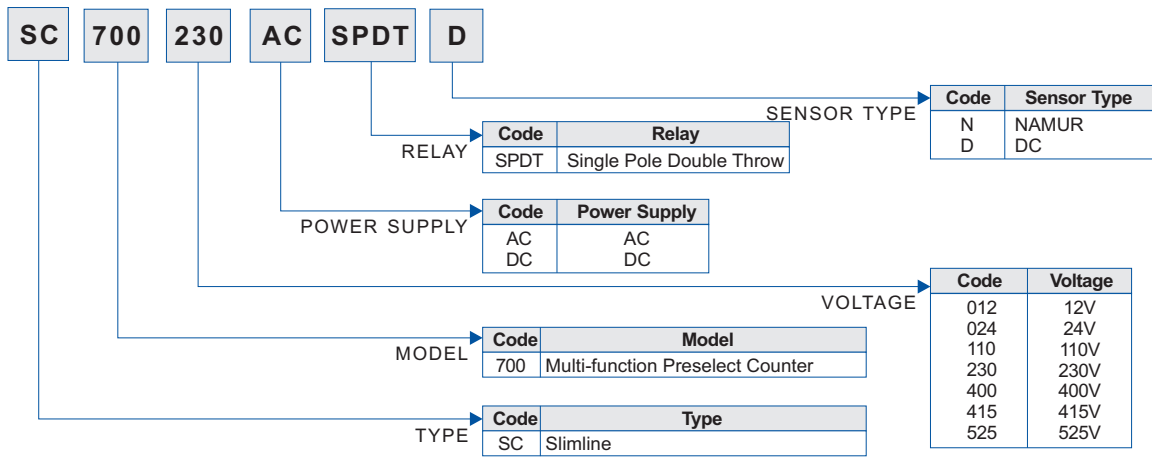 SC 700 230 AC SPDT D
SENSOR TYPE
Code Sensor Type
N NAMUR
D DC
RELAY
Code Relay
SPDT Single Pole Double Throw
POWER SUPPLY
Code Power Supply
AC AC
DC DC
VOLTAGE
Code Voltage
012 12V
024 24V
110 110V
230 230V
400 400V
415 415V
525 525V
MODEL
Code Model
700 Multi-function Preselect Counter
TYPE
Code Type
SC Slimline